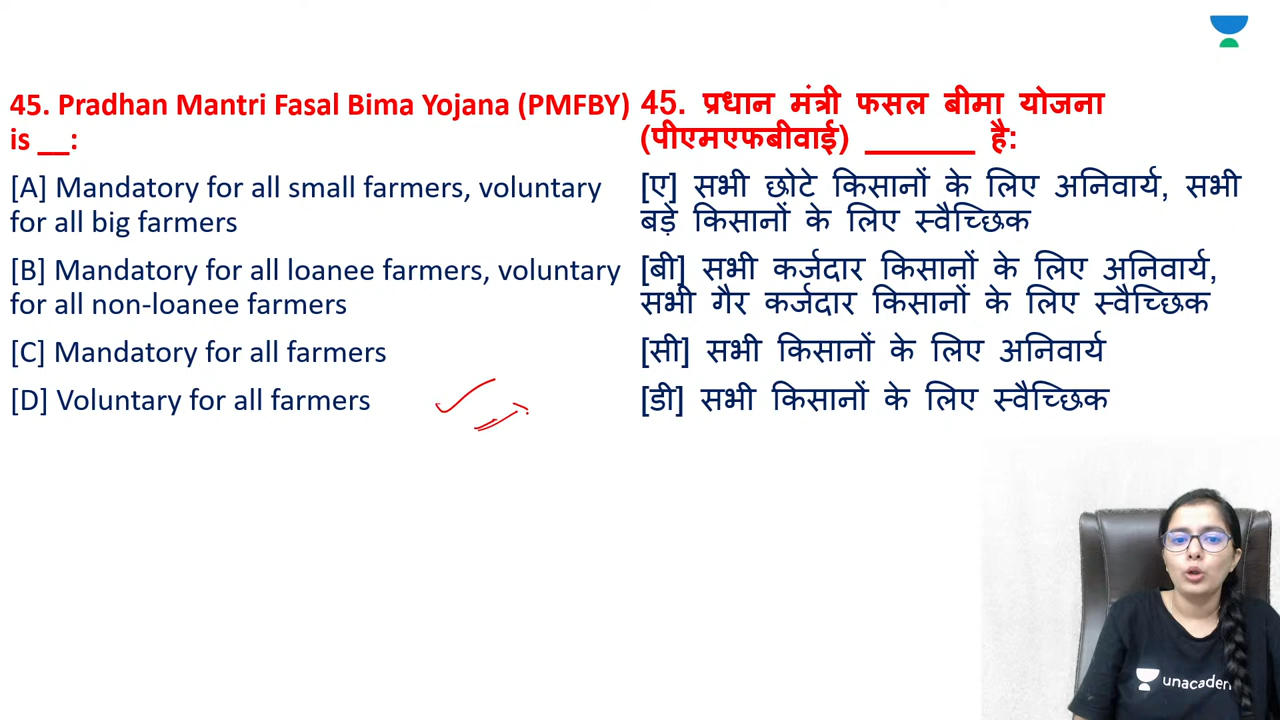 45. Pradhan Mantri Fasal Bima Yojana (PMFBY)
is __:
[A] Mandatory for all small farmers, voluntary
for all big farmers
[B] Mandatory for all loanee farmers, voluntary
for all non-loanee farmers
[C] Mandatory for all farmers
[D] Voluntary for all farmers
45. प्रधान मंत्री फसल बीमा योजना
(पीएमएफबीवाई) _______ है:
[ए] सभी छोटे किसानों के लिए अनिवार्य, सभी
बड़े किसानों के लिए स्वैच्छिक
[बी] सभी कर्जदार किसानों के लिए अनिवार्य,
सभी गैर कर्जदार किसानों के लिए स्वैच्छिक
[सी] सभी किसानों के लिए अनिवार्य
[डी] सभी किसानों के लिए स्वैच्छिक
unacadem